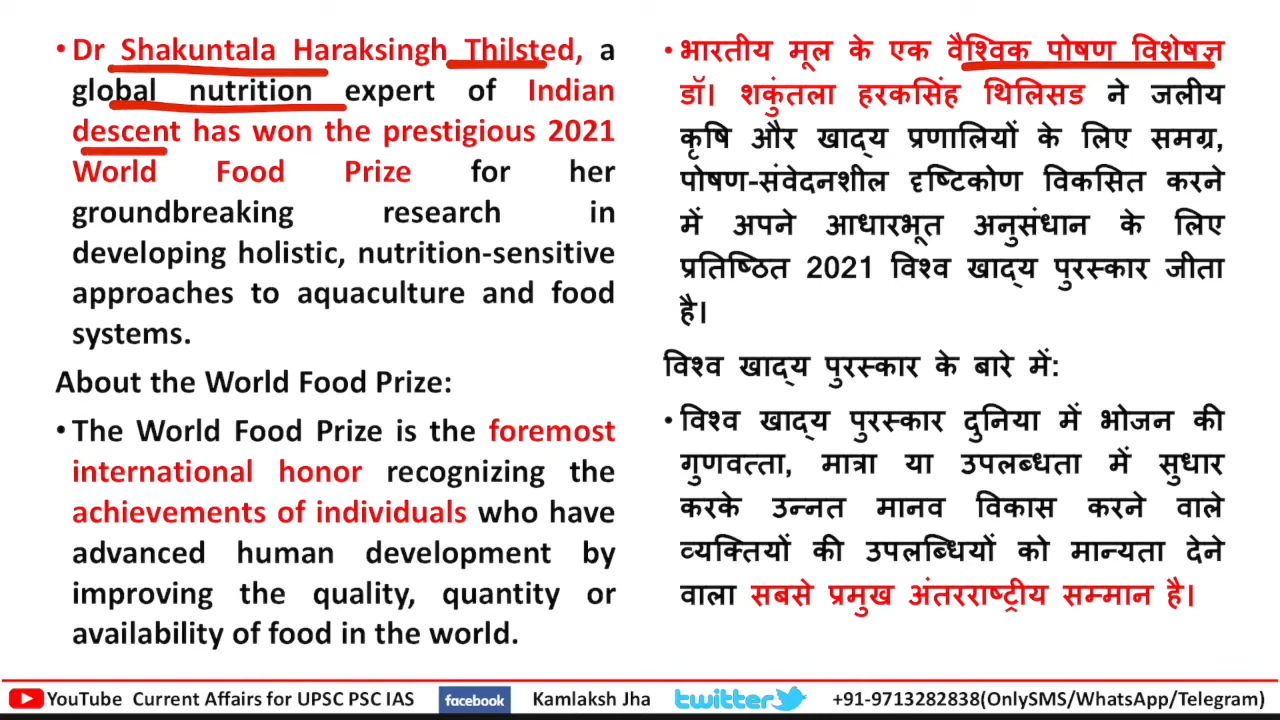 • Dr Shakuntala Haraksingh Thilsted, a
global nutrition expert of Indian
descent has won the prestigious 2021
World Food Prize for her
groundbreaking research in
developing holistic, nutrition-sensitive
approaches to aquaculture and food
systems.
About the World Food Prize:
• The World Food Prize is the foremost
international honor recognizing the
achievements of individuals who have
advanced human development by
improving the quality, quantity or
availability of food in the world.
• भारतीय मूल के एक वैश्विक पोषण विशेषज्ञ
डॉ। शकुंतला हरकसिंह थिलिसड ने जलीय
कृषि और खाद्य प्रणालियों के लिए समग्र,
पोषण-संवेदनशील दृष्टिकोण विकसित करने
में अपने आधारभूत अनुसंधान के लिए
प्रतिष्ठित 2021 विश्व खाद्य पुरस्कार जीता
है।
विश्व खाद्य पुरस्कार के बारे में:
• विश्व खाद्य पुरस्कार दुनिया में भोजन की
गुणवत्ता, मात्रा या उपलब्धता में सुधार
करके उन्नत मानव विकास करने वाले
व्यक्तियों की उपलब्धियों को मान्यता देने
वाला सबसे प्रमुख अंतरराष्ट्रीय सम्मान है।
YouTube Current Affairs for UPSC PSC IAS facebook Kamlaksh Jha twitter +91-9713282838(OnlySMS/WhatsApp/Telegram)